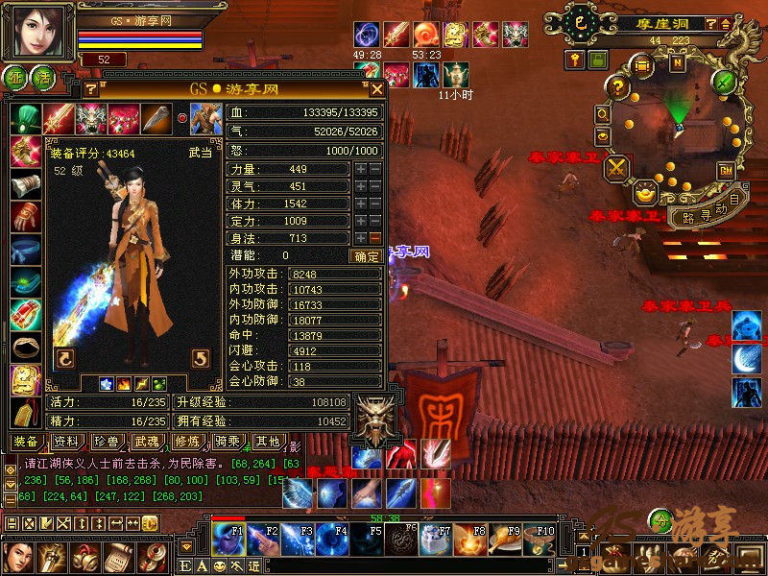 GS·游享网
52
征
活
49:28
53:23
11小时
摩崖洞
44 223
N
BH
自动寻路
GS●游享网
装备评分:43464
武当
52 级
血: 133395/133395
气: 52026/52026
怒: 1000/1000
力量: 449
灵气: 451
体力: 1542
定力: 1009
身法: 713
潜能: 0
确定
外功攻击: 8248
内功攻击: 10743
外功防御: 16733
内功防御: 18077
命中: 13879
闪避: 4912
会心攻击: 118
会心防御: 38
活力: 16/235
升级经验: 108108
精力: 16/235
拥有经验: 10452
装备 资料 珍兽 武魂 修炼 骑乘 其他
秦家寨卫
秦家寨卫
享网
秦家寨卫兵
,请江湖侠义人士前去击杀,为民除害。[68,264] [63
,236] [56,186] [168,268] [80,100] [103,59] [15
68] [224,64] [247,122] [268,203]
F1 F2 F3 F4 F5 F6 F7 F8 F9 F10
E A 近
1
游享